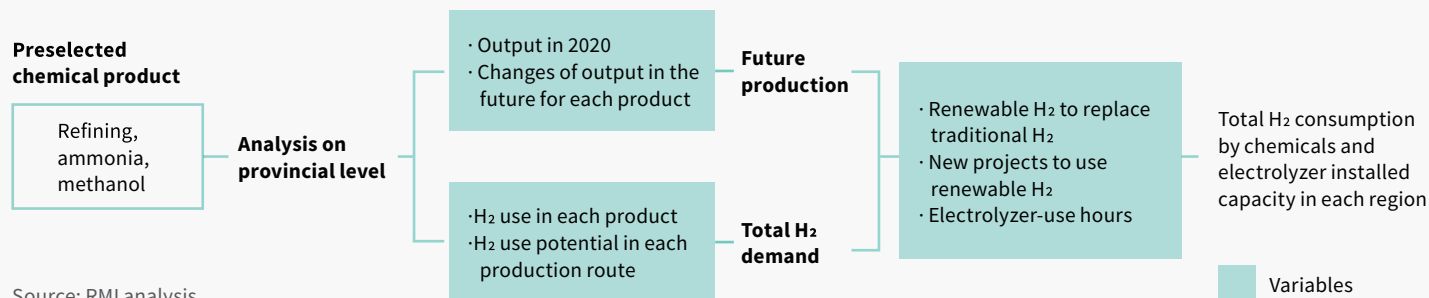 Preselected
chemical product
Refining,
ammonia,
methanol
Analysis on
provincial level
· Output in 2020
· Changes of output in the
future for each product
·H₂ use in each product
·H₂ use potential in each
production route
Future
production
Total H₂
demand
· Renewable H₂ to replace
traditional H₂
· New projects to use
renewable H₂
· Electrolyzer-use hours
Total H₂ consumption
by chemicals and
electrolyzer installed
capacity in each region
Variables
Source: RMI analysis